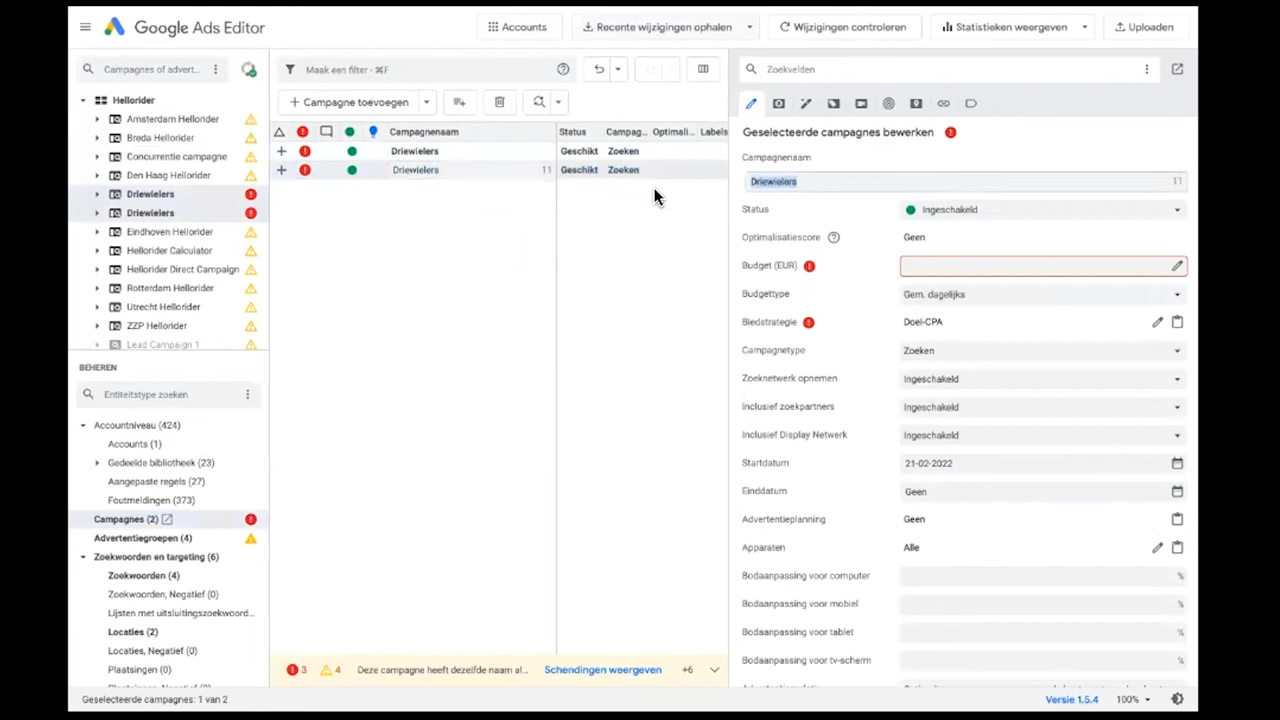 Google Ads Editor
Accounts
Recente wijzigingen ophalen
Wijzigingen controleren
Statistieken weergeven
Uploaden
Campagnes of advert...
Maak een filter - ⌘F
Zoekvelden
Hellorider
Amsterdam Hellorider
Breda Hellorider
Concurrentie campagne
Den Haag Hellorider
Driewielers
Driewielers
Eindhoven Hellorider
Hellorider Calculator
Hellorider Direct Campaign
Rotterdam Hellorider
Utrecht Hellorider
ZZP Hellorider
Lead Campaign 1
BEHEREN
Entiteitstype zoeken
Accountniveau (424)
Accounts (1)
Gedeelde bibliotheek (23)
Aangepaste regels (27)
Foutmeldingen (373)
Campagnes (2)
Advertentiegroepen (4)
Zoekwoorden en targeting (6)
Zoekwoorden (4)
Zoekwoorden, Negatief (0)
Lijsten met uitsluitingszoekwoord...
Locaties (2)
Locaties, Negatief (0)
Plaatsingen (0)
Campagne toevoegen
Campagnenaam Status Campag... Optimali... Labels
Driewielers Geschikt Zoeken
Driewielers 11 Geschikt Zoeken
3 4 Deze campagne heeft dezelfde naam al... Schendingen weergeven +6
Geselecteerde campagnes bewerken
Campagnenaam
Driewielers 11
Status Ingeschakeld
Optimalisatiescore Geen
Budget (EUR)
Budgettype Gem. dagelijks
Biedstrategie Doel-CPA
Campagnetype Zoeken
Zoeknetwerk opnemen Ingeschakeld
Inclusief zoekpartners Ingeschakeld
Inclusief Display Netwerk Ingeschakeld
Startdatum 21-02-2022
Einddatum Geen
Advertentieplanning Geen
Apparaten Alle
Bodaanpassing voor computer %
Bodaanpassing voor mobiel %
Bodaanpassing voor tablet %
Bodaanpassing voor tv-scherm %
Geselecteerde campagnes: 1 van 2
Versie 1.5.4 100%